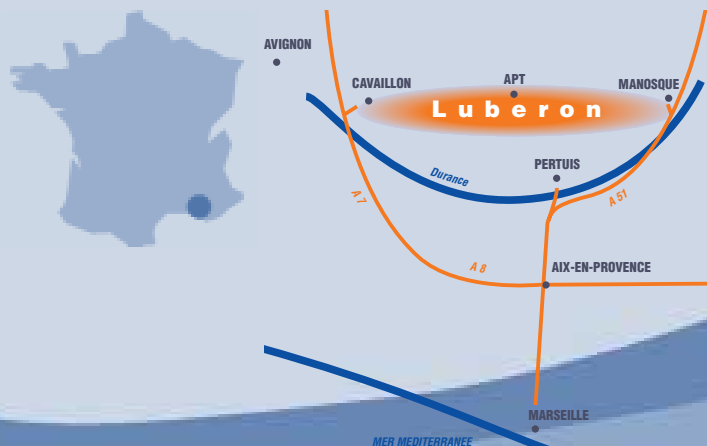 AVIGNON
CAVAILLON
APT
MANOSQUE
Luberon
PERTUIS
Durance
A 7
A 51
A 8
AIX-EN-PROVENCE
MARSEILLE
MER MEDITERRANEE